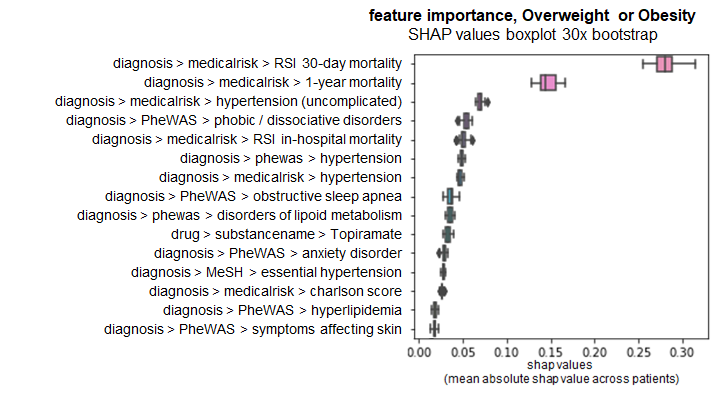 feature importance, Overweight or Obesity
SHAP values boxplot 30x bootstrap
diagnosis > medicalrisk > RSI 30-day mortality
diagnosis > medicalrisk > 1-year mortality
diagnosis > medicalrisk > hypertension (uncomplicated)
diagnosis > PheWAS > phobic / dissociative disorders
diagnosis > medicalrisk > RSI in-hospital mortality
diagnosis > phewas > hypertension
diagnosis > medicalrisk > hypertension
diagnosis > PheWAS > obstructive sleep apnea
diagnosis > phewas > disorders of lipoid metabolism
drug > substancename > Topiramate
diagnosis > PheWAS > anxiety disorder
diagnosis > MeSH > essential hypertension
diagnosis > medicalrisk > charlson score
diagnosis > PheWAS > hyperlipidemia
diagnosis > PheWAS > symptoms affecting skin
0.00 0.05 0.10 0.15 0.20 0.25 0.30
shap values
(mean absolute shap value across patients)